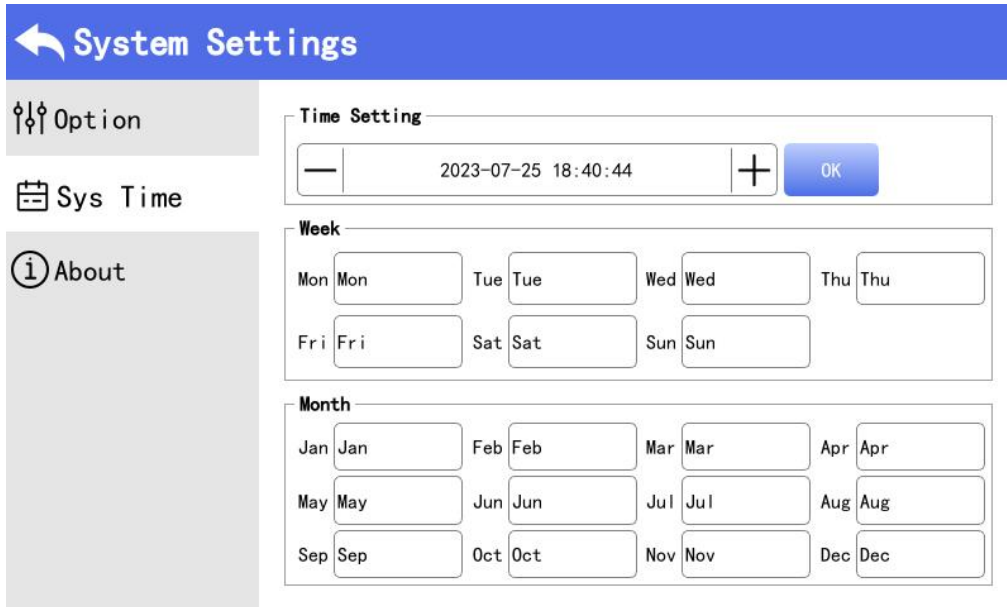 System Settings
Option
Sys Time
About
Time Setting
2023-07-25 18:40:44
OK
Week
Mon Mon Tue Tue Wed Wed Thu Thu
Fri Fri Sat Sat Sun Sun
Month
Jan Jan Feb Feb Mar Mar Apr Apr
May May Jun Jun Jul Jul Aug Aug
Sep Sep Oct Oct Nov Nov Dec Dec